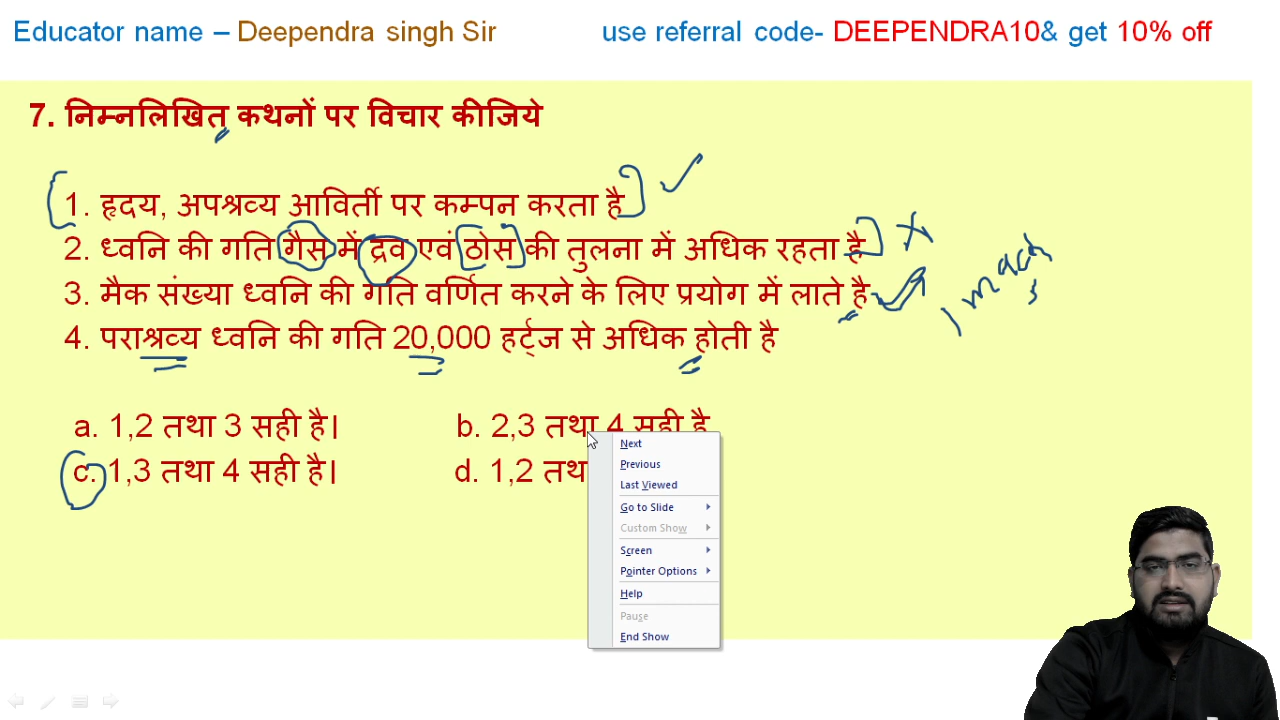 Educator name – Deependra singh Sir use referral code- DEEPENDRA10& get 10% off
7. निम्नलिखित् कथनों पर विचार कीजिये
1. हृदय, अपश्रव्य आविर्ती पर कम्पन करता है
2. ध्वनि की गति गैस में द्रव एवं ठोस की तुलना में अधिक रहता है
3. मैक संख्या ध्वनि की गति वर्णित करने के लिए प्रयोग में लाते है
1 mach
4. पराश्रव्य ध्वनि की गति 20,000 हर्ट्ज से अधिक होती है
a. 1,2 तथा 3 सही है। b. 2,3 तथा 4 सही है
c. 1,3 तथा 4 सही है। d. 1,2 तथ
Next
Previous
Last Viewed
Go to Slide
Custom Show
Screen
Pointer Options
Help
Pause
End Show